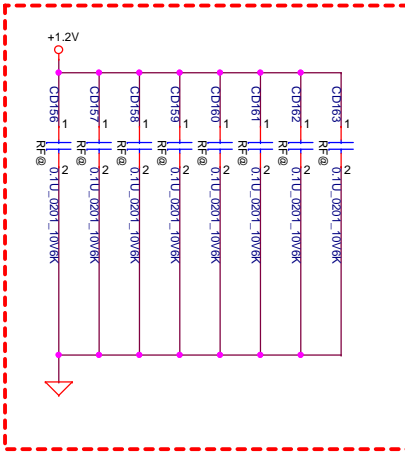 +1.2V
CD156
1
RF@
2
0.1U_0201_10V6K
CD157
1
RF@
2
0.1U_0201_10V6K
CD158
1
RF@
2
0.1U_0201_10V6K
CD159
1
RF@
2
0.1U_0201_10V6K
CD160
1
RF@
2
0.1U_0201_10V6K
CD161
1
RF@
2
0.1U_0201_10V6K
CD162
1
RF@
2
0.1U_0201_10V6K
CD163
1
RF@
2
0.1U_0201_10V6K